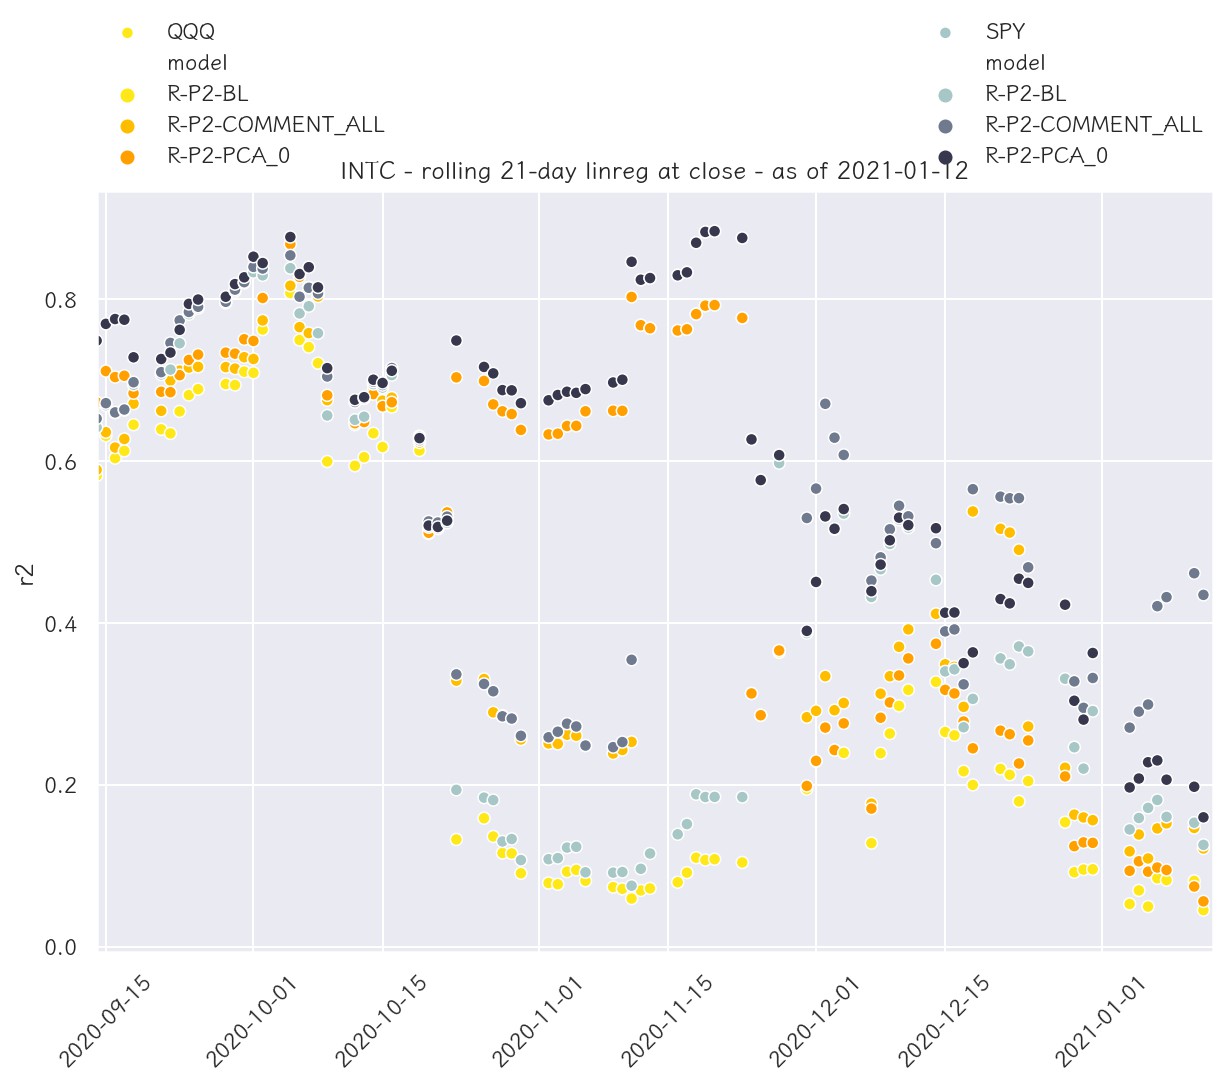 QQQ
model
R-P2-BL
R-P2-COMMENT_ALL
R-P2-PCA_0
SPY
model
R-P2-BL
R-P2-COMMENT_ALL
R-P2-PCA_0
INTC - rolling 21-day linreg at close - as of 2021-01-12
r2
0.8
0.6
0.4
0.2
0.0
2020-09-15
2020-10-01
2020-10-15
2020-11-01
2020-11-15
2020-12-01
2020-12-15
2021-01-01